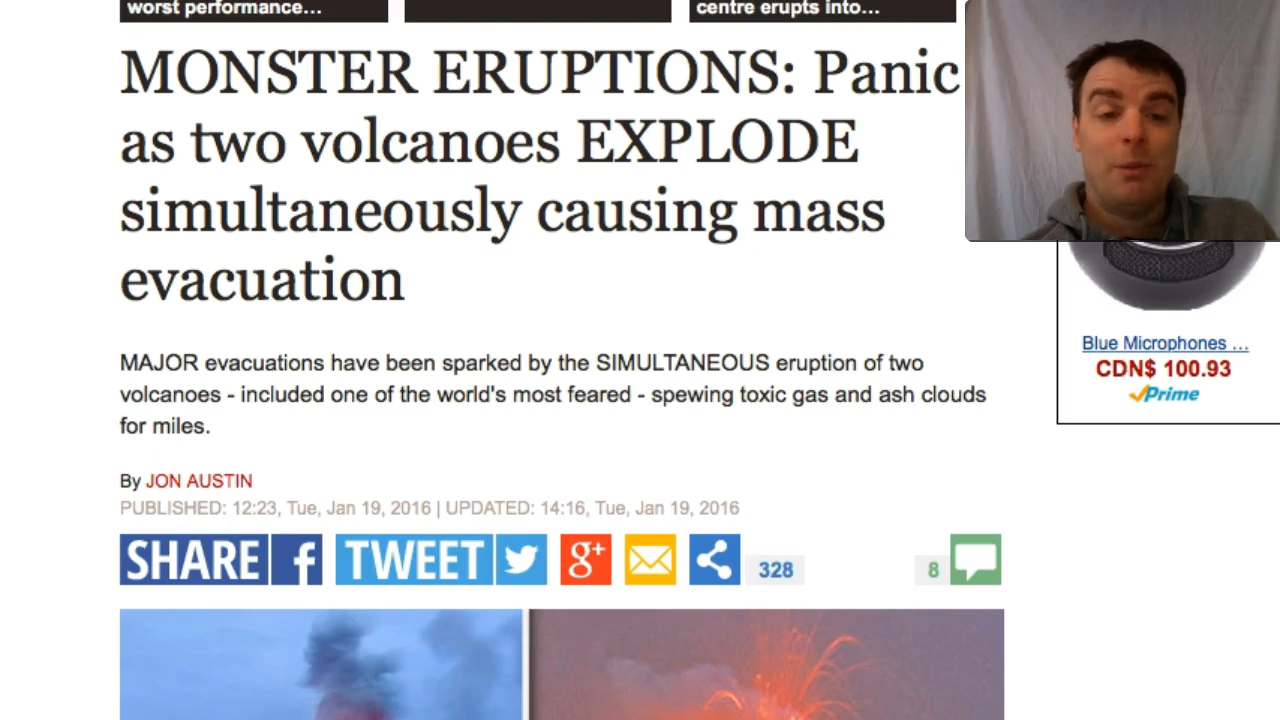 worst performance...
centre erupts into...
MONSTER ERUPTIONS: Panic
as two volcanoes EXPLODE
simultaneously causing mass
evacuation
MAJOR evacuations have been sparked by the SIMULTANEOUS eruption of two
volcanoes - included one of the world's most feared - spewing toxic gas and ash clouds
for miles.
By JON AUSTIN
PUBLISHED: 12:23, Tue, Jan 19, 2016 | UPDATED: 14:16, Tue, Jan 19, 2016
SHARE f TWEET g+ 328 8
Blue Microphones ...
CDN$ 100.93
Prime